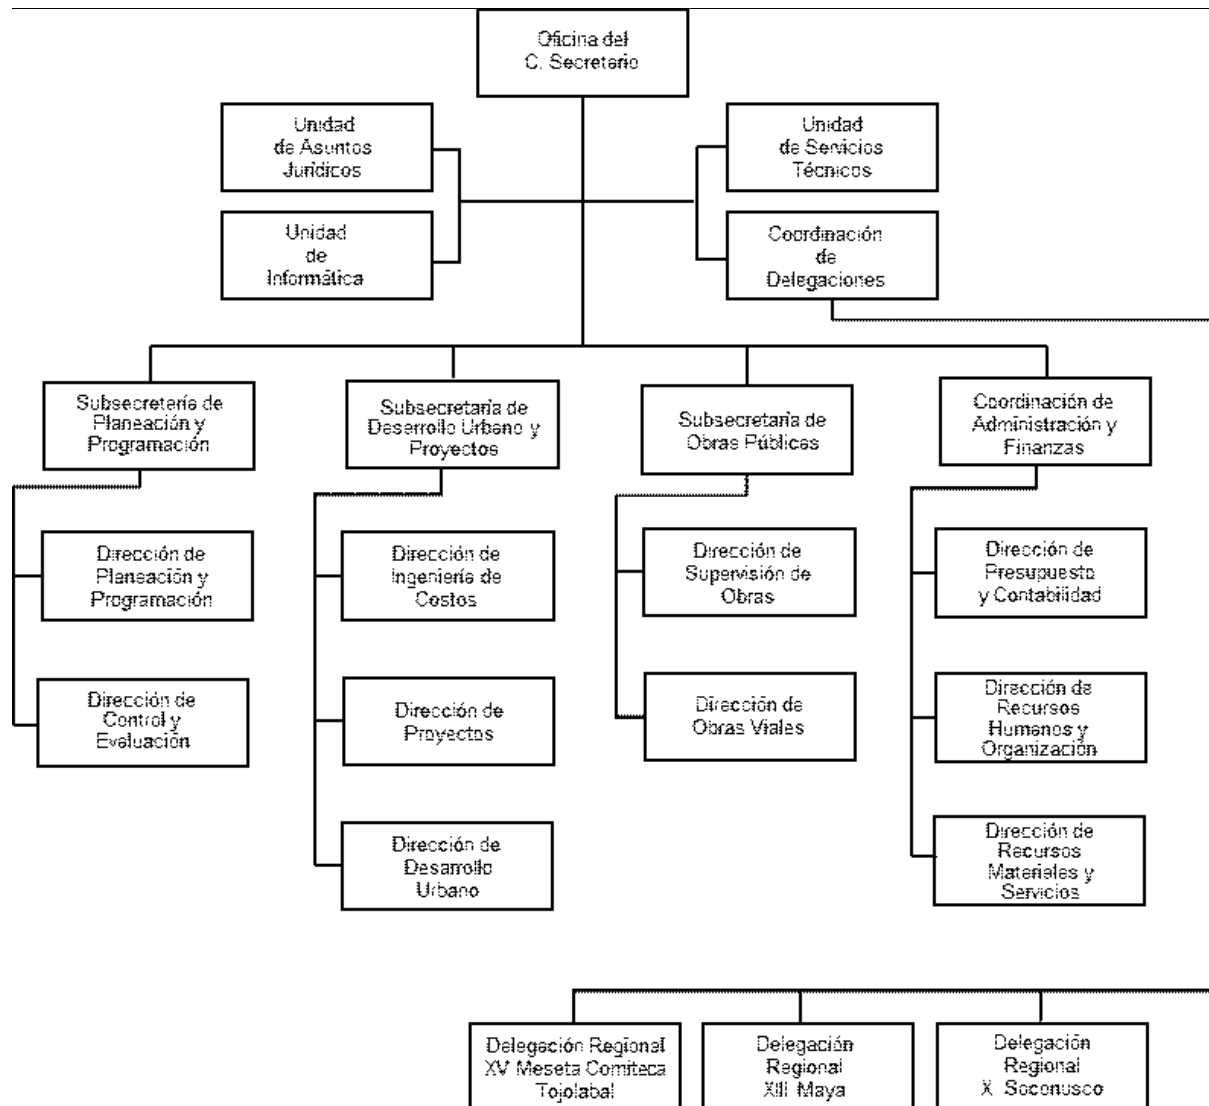 Oficina del
C. Secretario
Unidad
de Asuntos
Jurídicos
Unidad
de Servicios
Técnicos
Unidad
de
Informática
Coordinación
de
Delegaciones
Subsecretaría de
Planeación y
Programación
Subsecretaria de
Desarrollo Urbano y
Proyectos
Subsecretaria de
Obras Públicas
Coordinación de
Administración y
Finanzas
Dirección de
Planeación y
Programación
Dirección de
Ingeniería de
Costos
Dirección de
Supervisión de
Obras
Dirección de
Presupuesto
y Contabilidad
Dirección de
Control y
Evaluación
Dirección de
Proyectos
Dirección de
Obras Viales
Dirección de
Recursos
Humanos y
Organización
Dirección de
Desarrollo
Urbano
Dirección de
Recursos
Materiales y
Servicios
Delegación Regional
XV Meseta Comiteca
Tojolabal
Delegación
Regional
XIII Maya
Delegación
Regional
X Soconusco